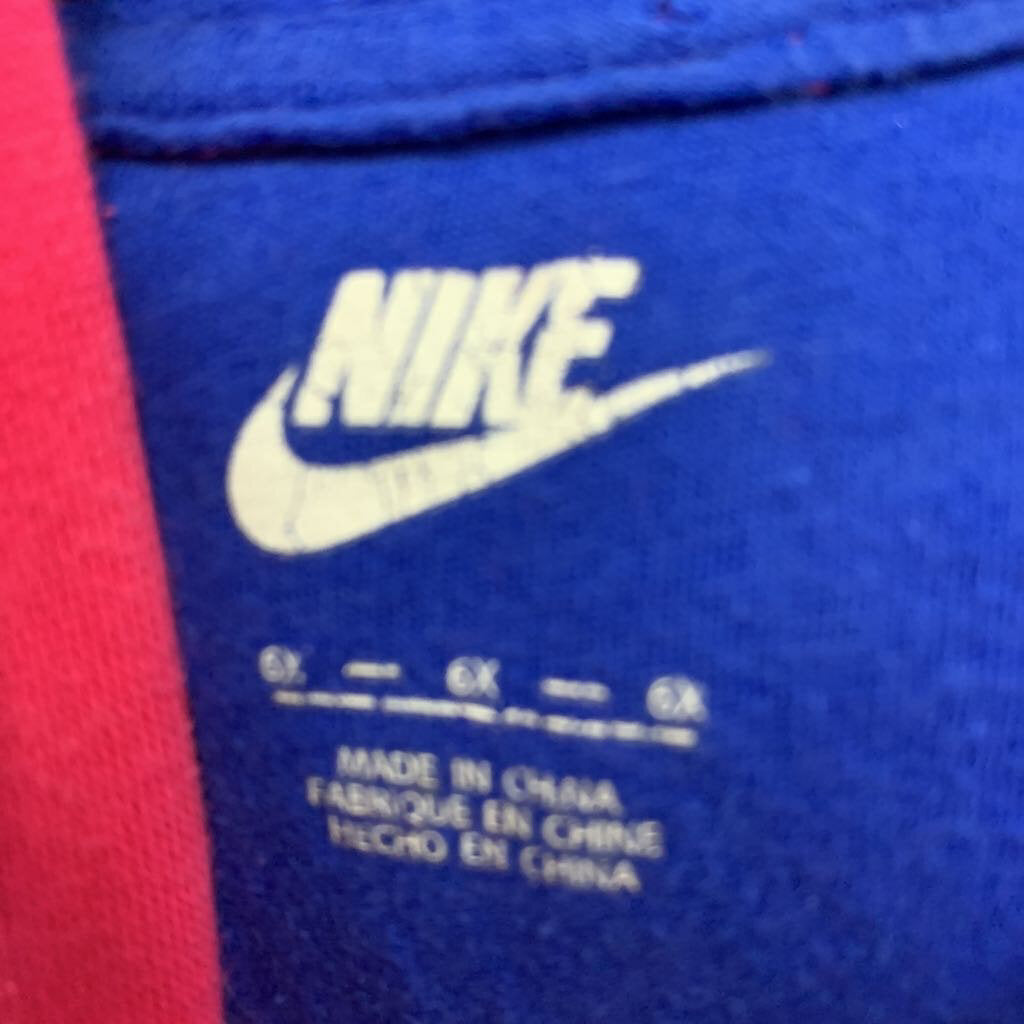 NIKE
6X — 6X — 6X
MADE IN CHINA
FABRIQUE EN CHINE
HECHO EN CHINA